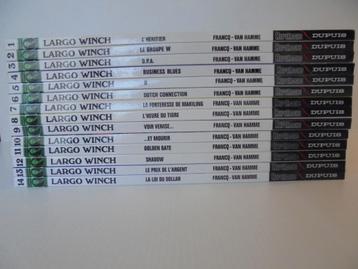 1 LARGO WINCH L'HERITIER FRANCQ - VAN HAMME DUPUIS
2 LARGO WINCH LE GROUPE W FRANCQ - VAN HAMME DUPUIS
3 LARGO WINCH O.P.A. FRANCQ - VAN HAMME DUPUIS
4 LARGO WINCH BUSINESS BLUES FRANCQ - VAN HAMME DUPUIS
5 LARGO WINCH H FRANCQ - VAN HAMME DUPUIS
6 LARGO WINCH DUTCH CONNECTION FRANCQ - VAN HAMME DUPUIS
7 LARGO WINCH LA FORTERESSE DE MAKILING FRANCQ - VAN HAMME DUPUIS
8 LARGO WINCH L'HEURE DU TIGRE FRANCQ - VAN HAMME DUPUIS
9 LARGO WINCH VOIR VENISE... FRANCQ - VAN HAMME DUPUIS
10 LARGO WINCH ...ET MOURIR FRANCQ - VAN HAMME DUPUIS
11 LARGO WINCH GOLDEN GATE FRANCQ - VAN HAMME DUPUIS
12 LARGO WINCH SHADOW FRANCQ - VAN HAMME DUPUIS
13 LARGO WINCH LE PRIX DE L'ARGENT FRANCQ - VAN HAMME DUPUIS
14 LARGO WINCH LA LOI DU DOLLAR FRANCQ - VAN HAMME DUPUIS